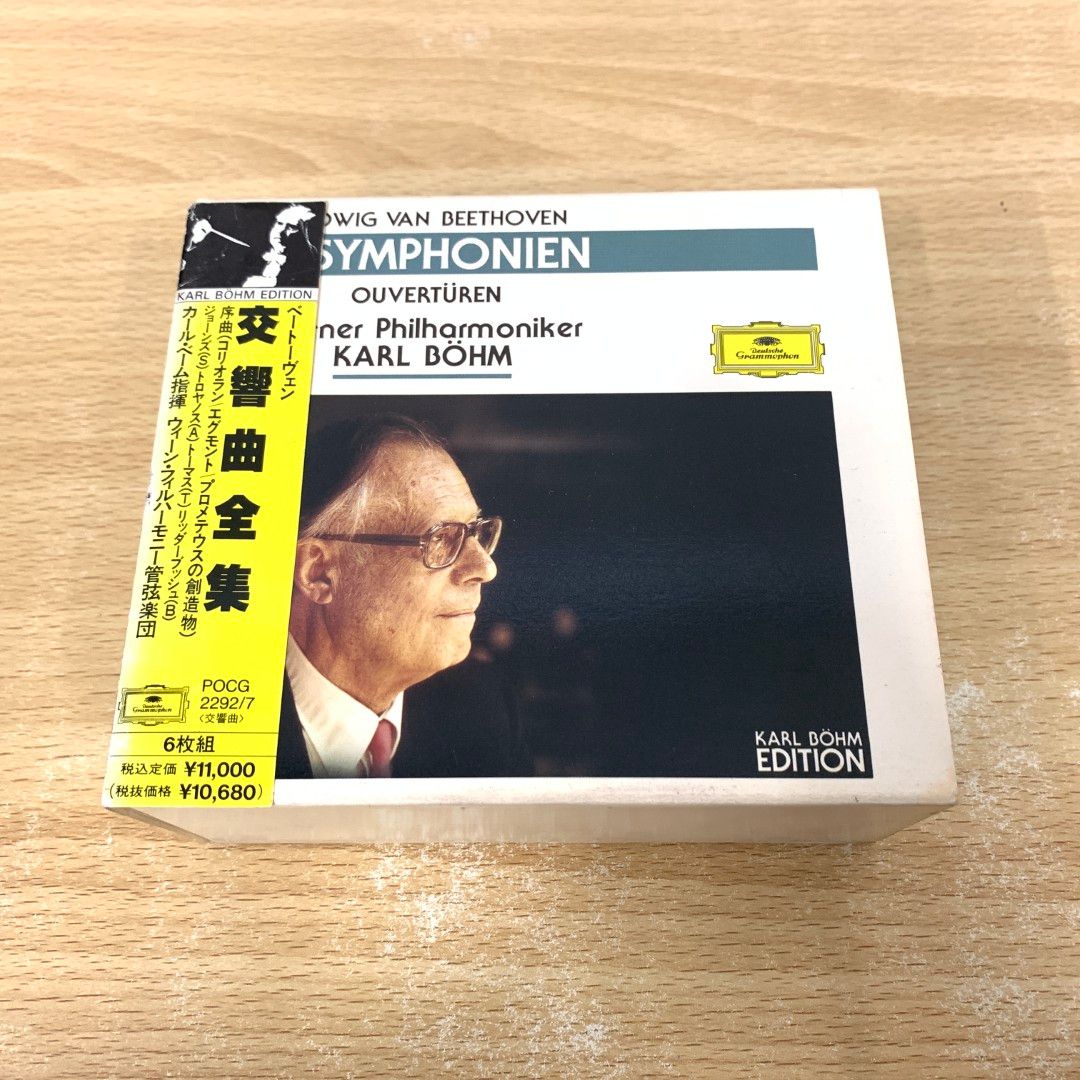 DWIG VAN BEETHOVEN
SYMPHONIEN
OUVERTÜREN
ner Philharmoniker
KARL BÖHM
Deutsche
Grammophon
KARL BÖHM EDITION
ベートーヴェン
交響曲全集
序曲(コリオラン/エグモント/プロメテウスの創造物)
ジョーンズ(S)トロヤノス(A)トーマス(T)リッダーブッシュ(B)
カール・ベーム指揮 ウィーン・フィルハーモニー管弦楽団
Deutsche
Grammophon
POCG
2292/7
〈交響曲〉
6枚組
税込定価 ¥11,000
(税抜価格 ¥10,680)
KARL BÖHM
EDITION